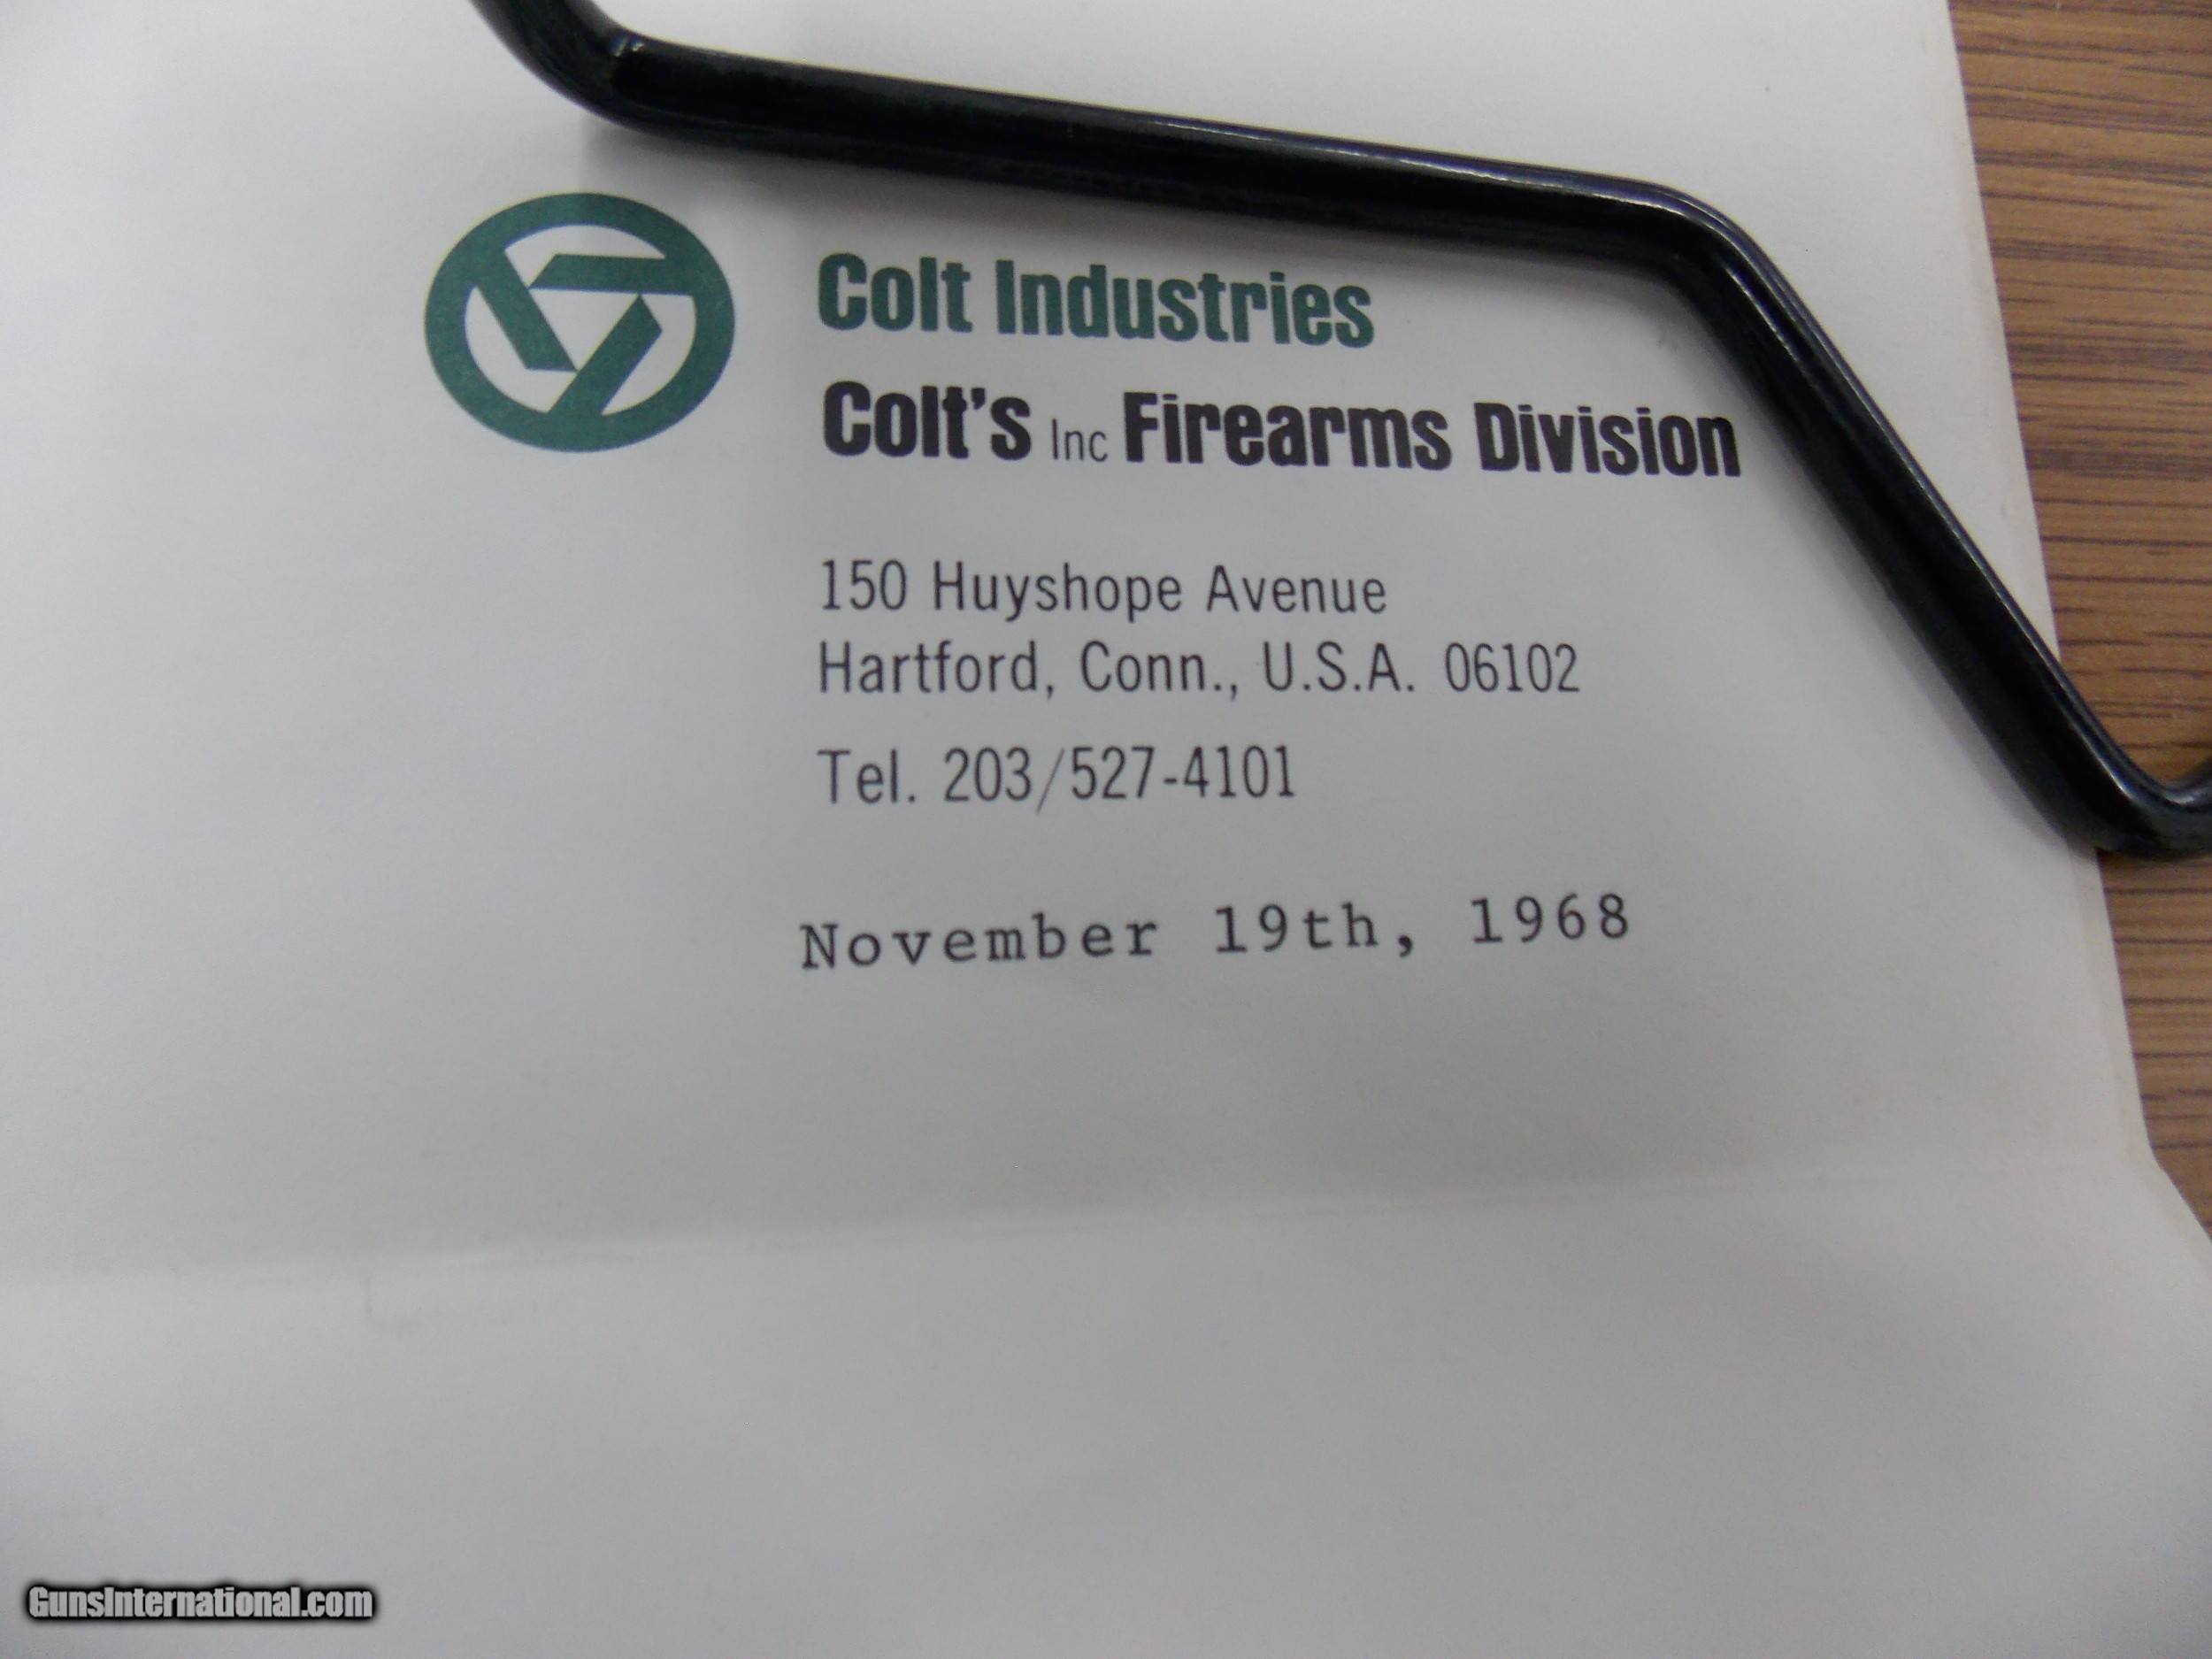 Colt Industries
Colt's Inc Firearms Division
150 Huyshope Avenue
Hartford, Conn., U.S.A. 06102
Tel. 203/527-4101
November 19th, 1968
GunsInternational.com